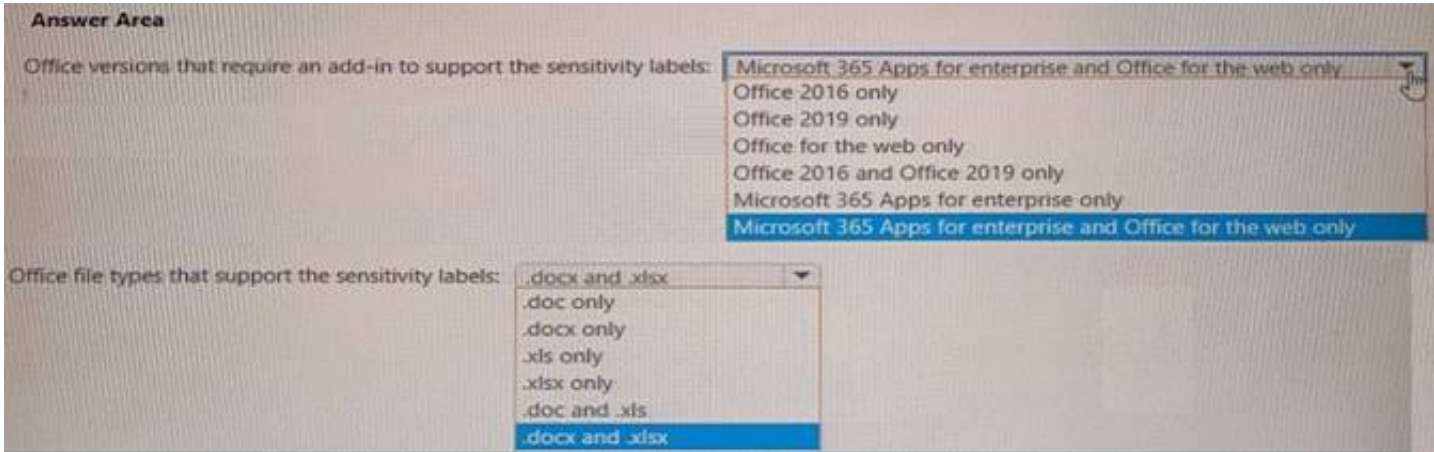 Answer Area
Office versions that require an add-in to support the sensitivity labels: Microsoft 365 Apps for enterprise and Office for the web only
Office 2016 only
Office 2019 only
Office for the web only
Office 2016 and Office 2019 only
Microsoft 365 Apps for enterprise only
Microsoft 365 Apps for enterprise and Office for the web only
Office file types that support the sensitivity labels: .docx and .xlsx
.doc only
.docx only
.xls only
.xlsx only
.doc and .xls
.docx and .xlsx